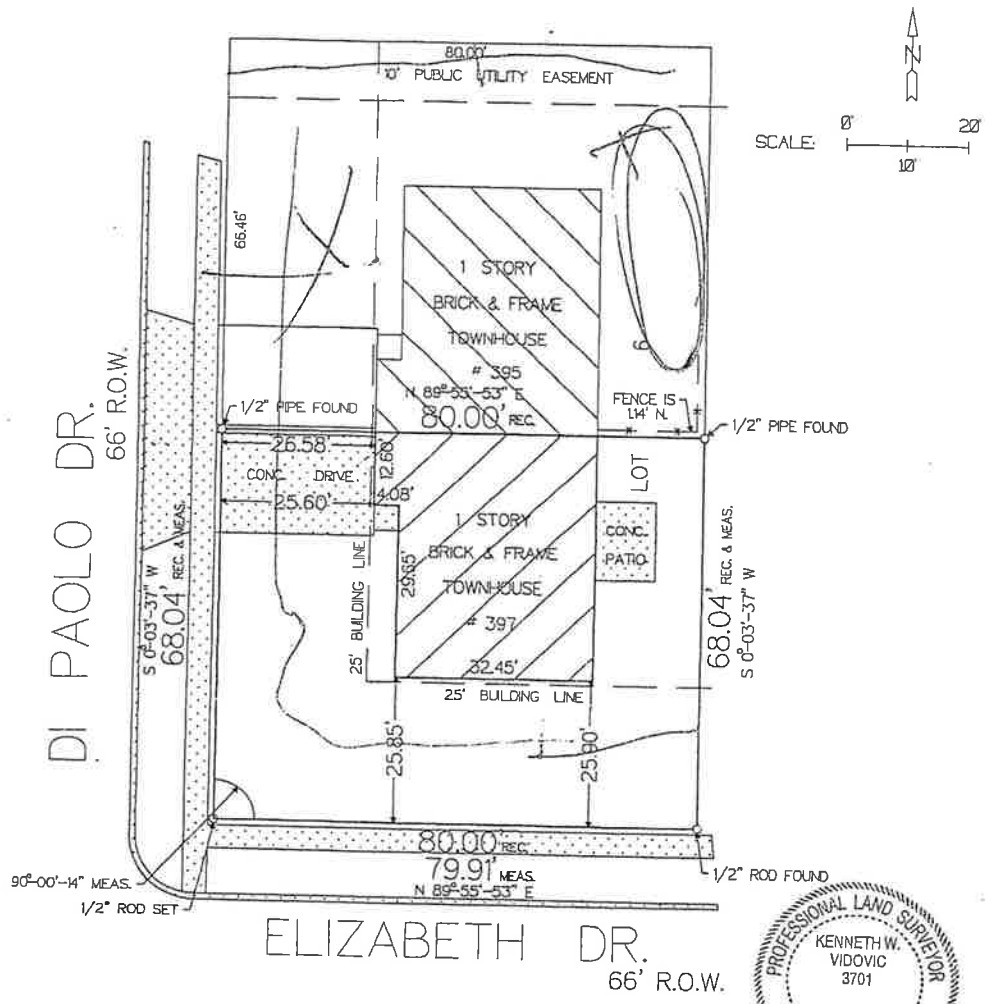 80.00'
10' PUBLIC UTILITY EASEMENT
N
SCALE:
0'
20'
10'
66.46'
1 STORY
BRICK & FRAME
TOWNHOUSE
# 395
N 89°-55'-53" E
80.00' REC.
FENCE IS
1.14' N.
1/2" PIPE FOUND
1/2" PIPE FOUND
DI PAOLO DR.
66' R.O.W.
26.58'
CONC. DRIVE.
25.60'
12.60'
4.08'
LOT
CONC.
PATIO
1 STORY
BRICK & FRAME
TOWNHOUSE
# 397
29.65'
32.45'
25' BUILDING LINE
25' BUILDING LINE
S 0°-03'-37" W
68.04' REC. & MEAS.
68.04' REC. & MEAS.
S 0°-03'-37" W
25.85'
25.90'
80.00' REC.
79.91' MEAS.
N 89°-55'-53" E
90°-00'-14" MEAS.
1/2" ROD SET
1/2" ROD FOUND
ELIZABETH DR.
66' R.O.W.
PROFESSIONAL LAND SURVEYOR
KENNETH W.
VIDOVIC
3701